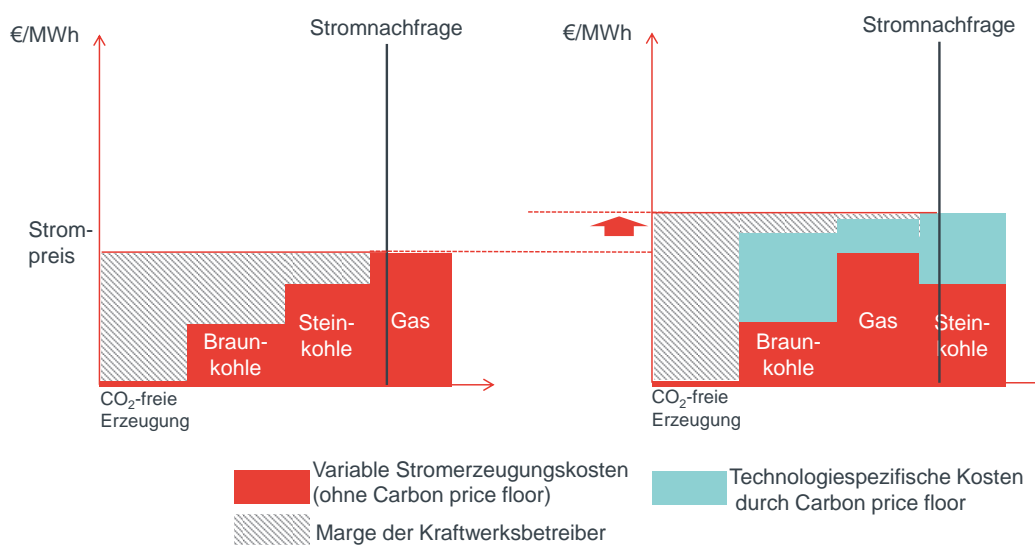 Stromnachfrage
€/MWh
Strom-
preis
Braun-
kohle
Stein-
kohle
Gas
CO₂-freie
Erzeugung
Stromnachfrage
€/MWh
Braun-
kohle
Gas
Stein-
kohle
CO₂-freie
Erzeugung
Variable Stromerzeugungskosten
(ohne Carbon price floor)
Marge der Kraftwerksbetreiber
Technologiespezifische Kosten
durch Carbon price floor